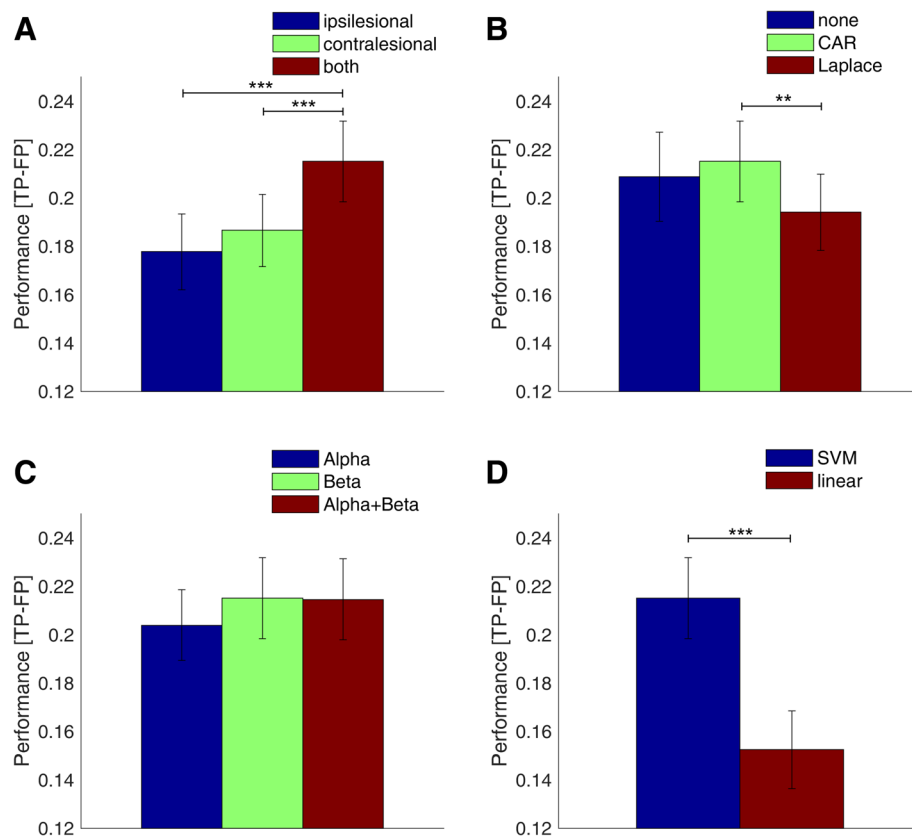 A
ipsilesional
contralesional
both
***
***
Performance [TP-FP]
0.24
0.22
0.2
0.18
0.16
0.14
0.12
B
none
CAR
Laplace
**
Performance [TP-FP]
0.24
0.22
0.2
0.18
0.16
0.14
0.12
C
Alpha
Beta
Alpha+Beta
Performance [TP-FP]
0.24
0.22
0.2
0.18
0.16
0.14
0.12
D
SVM
linear
***
Performance [TP-FP]
0.24
0.22
0.2
0.18
0.16
0.14
0.12